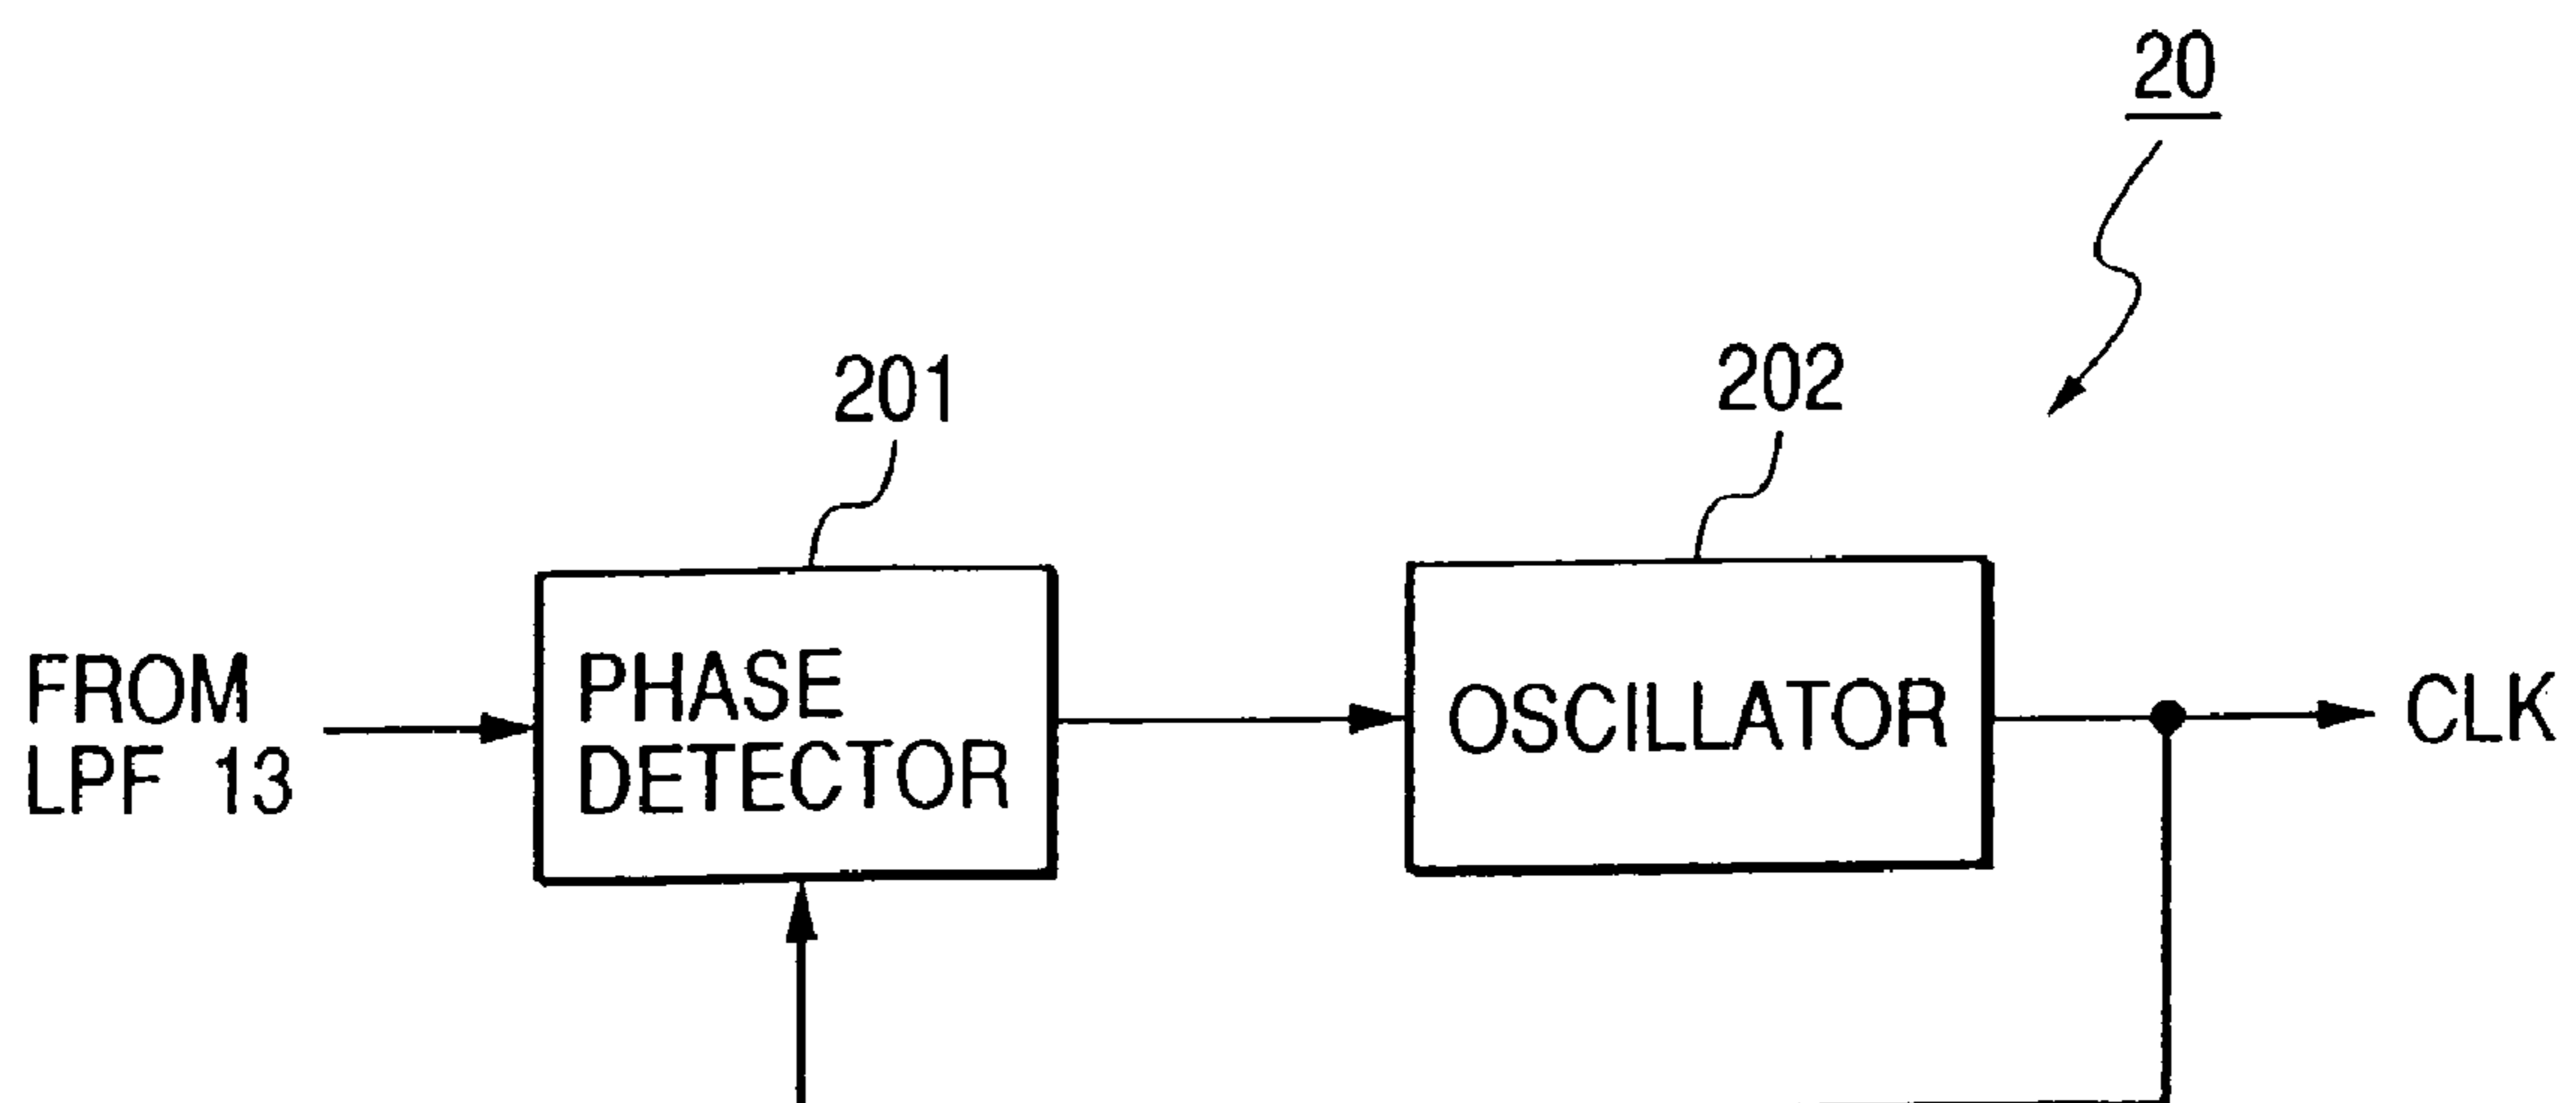 20
201
202
FROM
LPF 13
PHASE
DETECTOR
OSCILLATOR
CLK